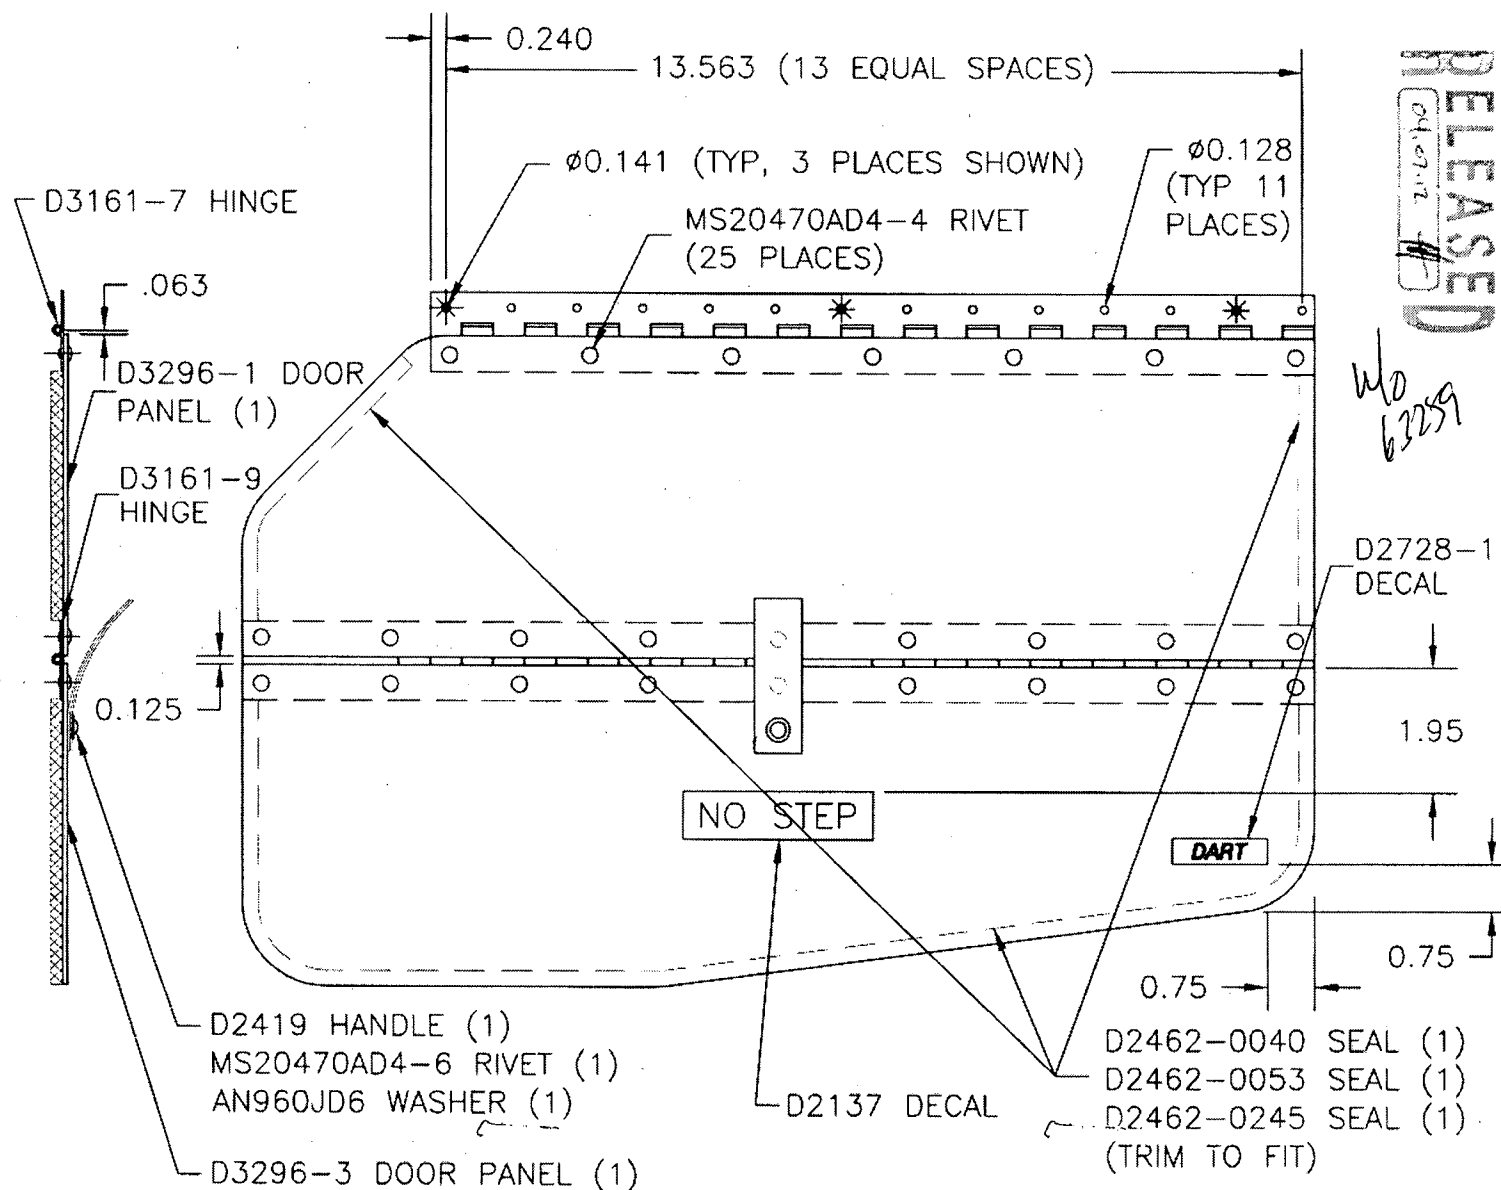 0.240
13.563 (13 EQUAL SPACES)
RELEASED
04.07.12
Ø0.141 (TYP, 3 PLACES SHOWN)
Ø0.128
(TYP 11
PLACES)
MS20470AD4-4 RIVET
(25 PLACES)
D3161-7 HINGE
.063
D3296-1 DOOR
PANEL (1)
W/O
63259
D3161-9
HINGE
D2728-1
DECAL
0.125
1.95
NO STEP
DART
0.75
0.75
D2419 HANDLE (1)
MS20470AD4-6 RIVET (1)
AN960JD6 WASHER (1)
D2137 DECAL
D2462-0040 SEAL (1)
D2462-0053 SEAL (1)
D2462-0245 SEAL (1)
(TRIM TO FIT)
D3296-3 DOOR PANEL (1)